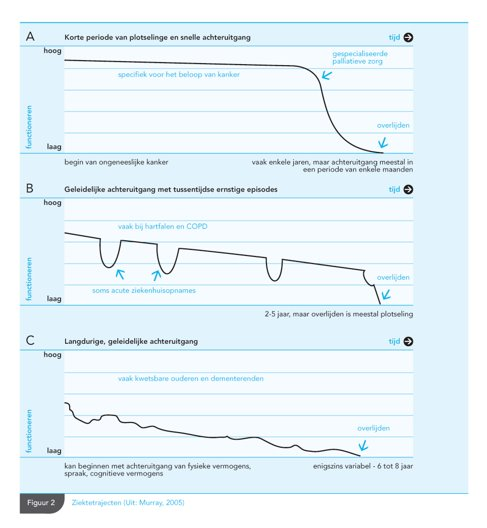 A Korte periode van plotselinge en snelle achteruitgang tijd
hoog
gespecialiseerde
palliatieve zorg
specifiek voor het beloop van kanker
functioneren
overlijden
laag
begin van ongeneeslijke kanker
vaak enkele jaren, maar achteruitgang meestal in
een periode van enkele maanden
B Geleidelijke achteruitgang met tussentijdse ernstige episodes tijd
hoog
vaak bij hartfalen en COPD
functioneren
overlijden
soms acute ziekenhuisopnames
laag
2-5 jaar, maar overlijden is meestal plotseling
C Langdurige, geleidelijke achteruitgang tijd
hoog
vaak kwetsbare ouderen en dementerenden
functioneren
overlijden
laag
kan beginnen met achteruitgang van fysieke vermogens,
spraak, cognitieve vermogens
enigszins variabel - 6 tot 8 jaar
Figuur 2 Ziektetrajecten (Uit: Murray, 2005)